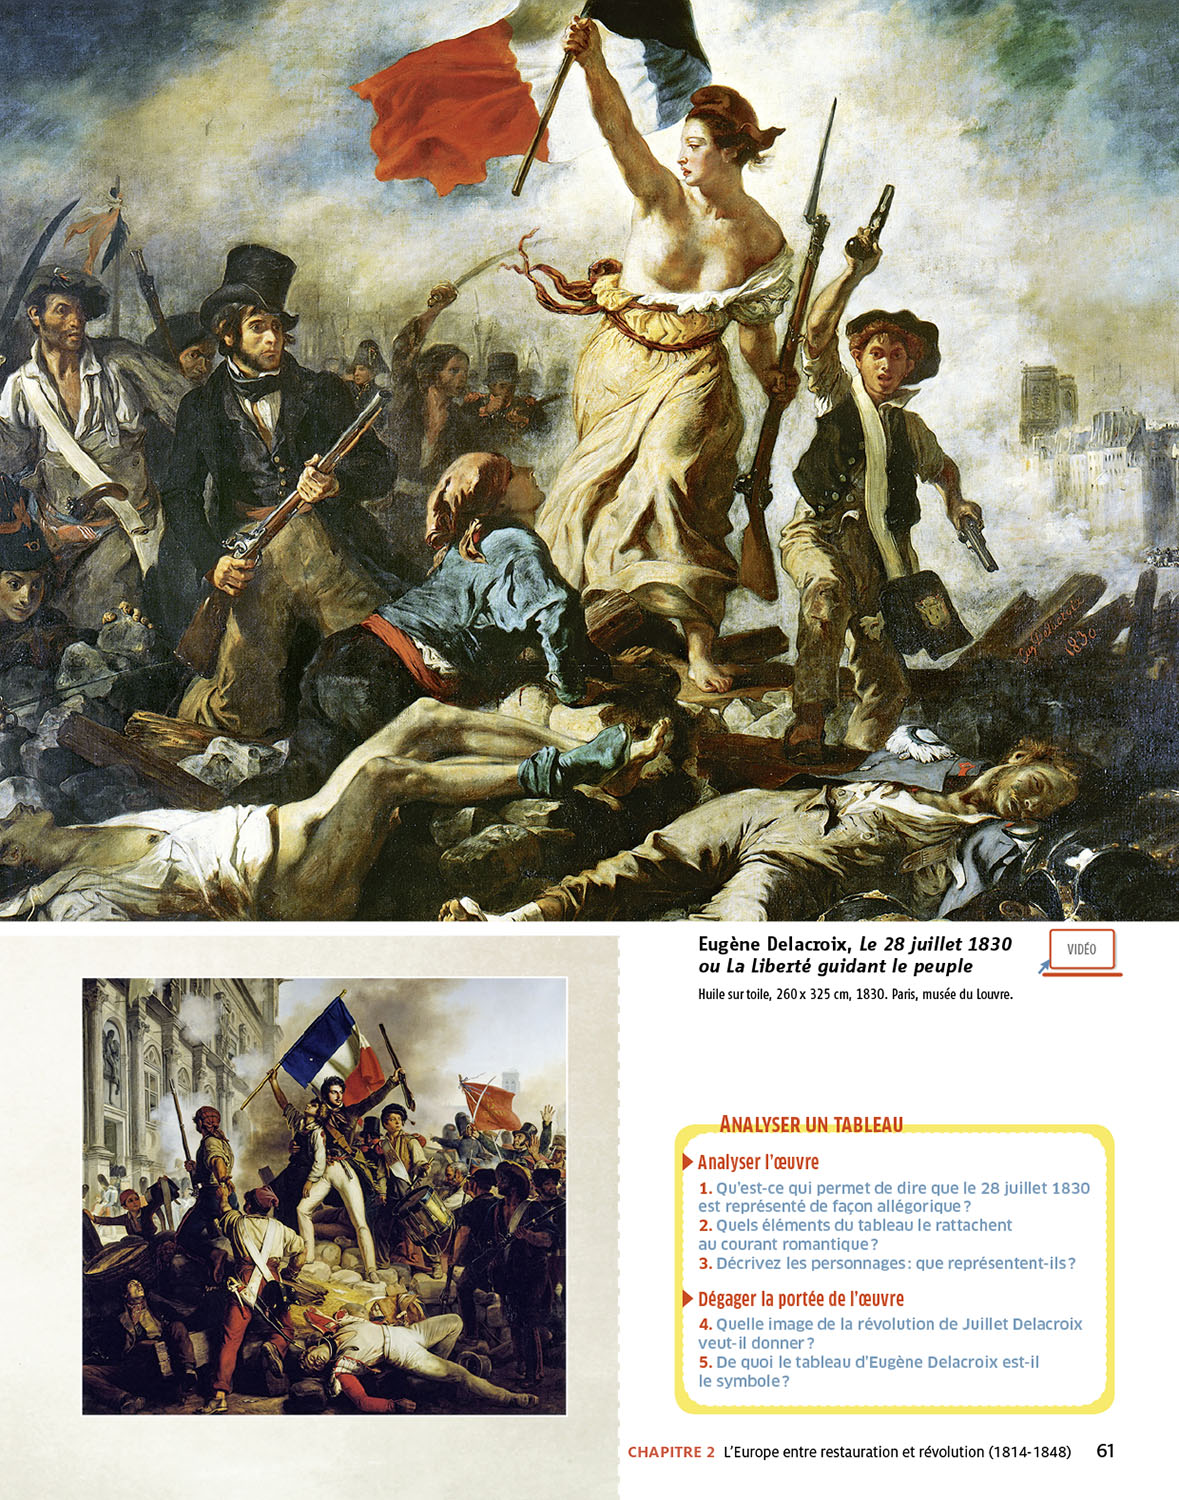 Eug. Delacroix
1830
Eugène Delacroix, Le 28 juillet 1830
ou La Liberté guidant le peuple
Huile sur toile, 260 x 325 cm, 1830. Paris, musée du Louvre.
VIDÉO
ANALYSER UN TABLEAU
Analyser l'œuvre
1. Qu'est-ce qui permet de dire que le 28 juillet 1830
est représenté de façon allégorique ?
2. Quels éléments du tableau le rattachent
au courant romantique ?
3. Décrivez les personnages : que représentent-ils ?
Dégager la portée de l'œuvre
4. Quelle image de la révolution de Juillet Delacroix
veut-il donner ?
5. De quoi le tableau d'Eugène Delacroix est-il
le symbole ?
CHAPITRE 2 L'Europe entre restauration et révolution (1814-1848) 61